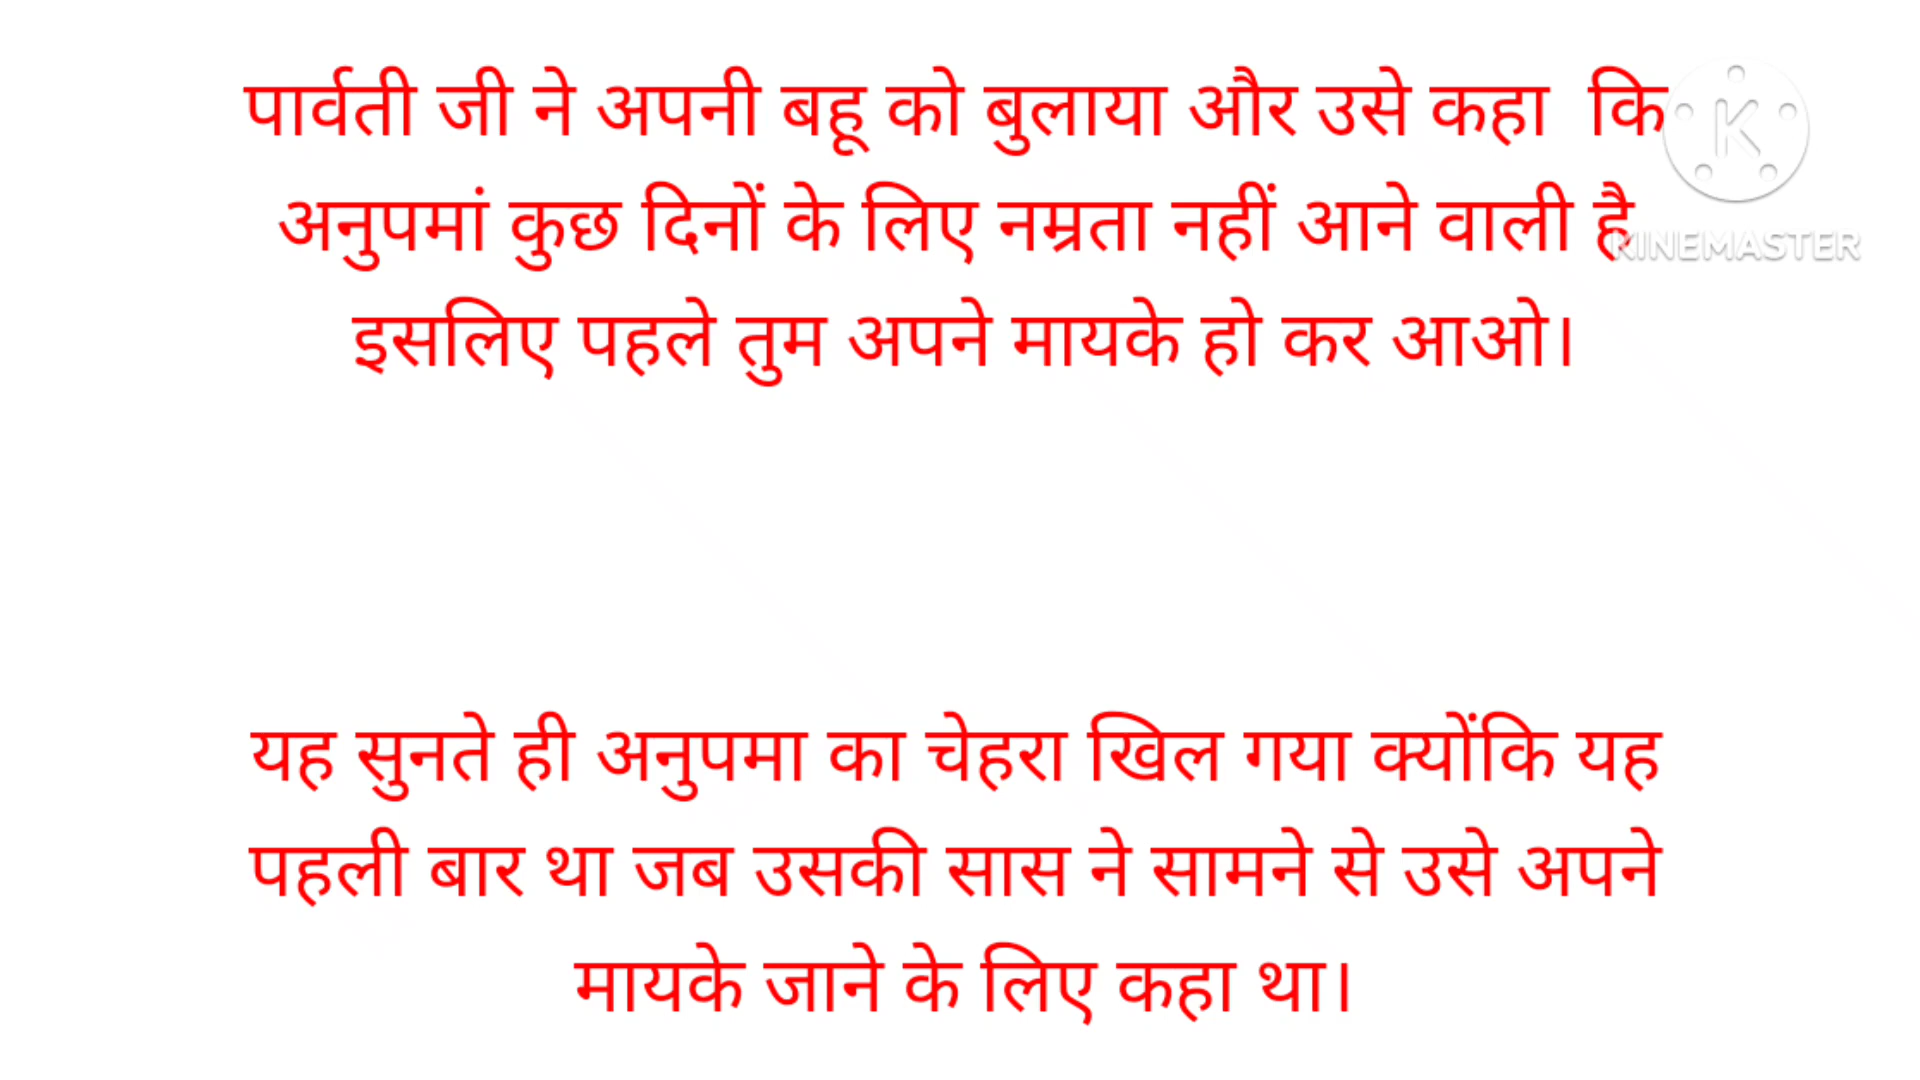 पार्वती जी ने अपनी बहू को बुलाया और उसे कहा  कि
अनुपमां कुछ दिनों के लिए नम्रता नहीं आने वाली है
इसलिए पहले तुम अपने मायके हो कर आओ।
यह सुनते ही अनुपमा का चेहरा खिल गया क्योंकि यह
पहली बार था जब उसकी सास ने सामने से उसे अपने
मायके जाने के लिए कहा था।
K
KINEMASTER